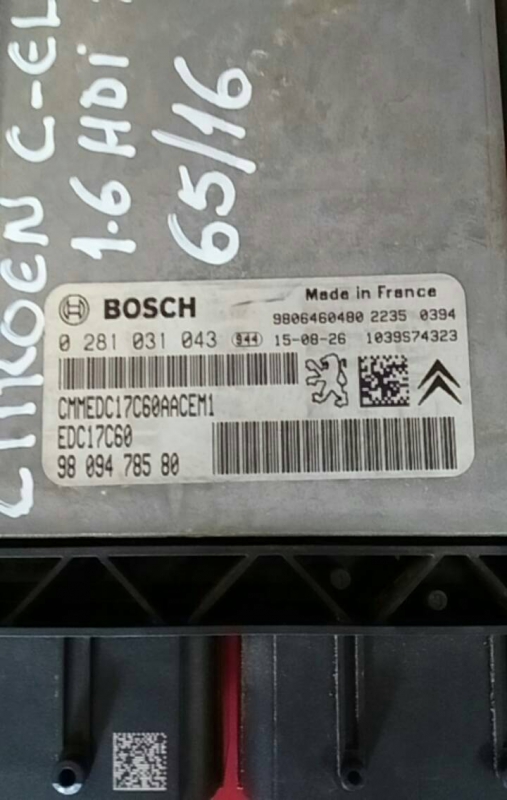 CITROEN C-EL
1.6 HDi
65/16
BOSCH
Made in France
9806460480 2235 0394
0 281 031 043 944 15-08-26 1039S74323
CMMEDC17C60AACEM1
EDC17C60
98 094 785 80